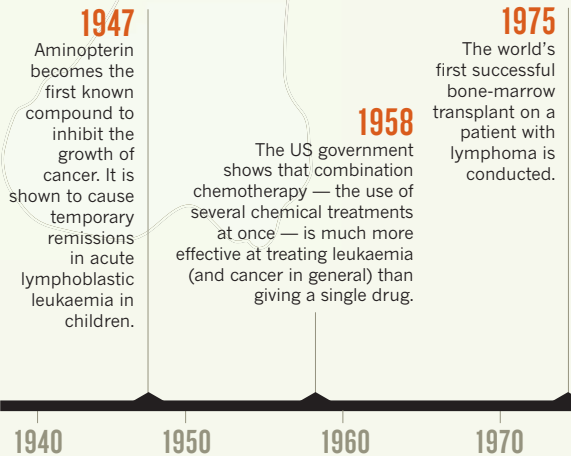 1947
Aminopterin
becomes the
first known
compound to
inhibit the
growth of
cancer. It is
shown to cause
temporary
remissions
in acute
lymphoblastic
leukaemia in
children.
1958
The US government
shows that combination
chemotherapy — the use of
several chemical treatments
at once — is much more
effective at treating leukaemia
(and cancer in general) than
giving a single drug.
1975
The world’s
first successful
bone-marrow
transplant on a
patient with
lymphoma is
conducted.
1940
1950
1960
1970